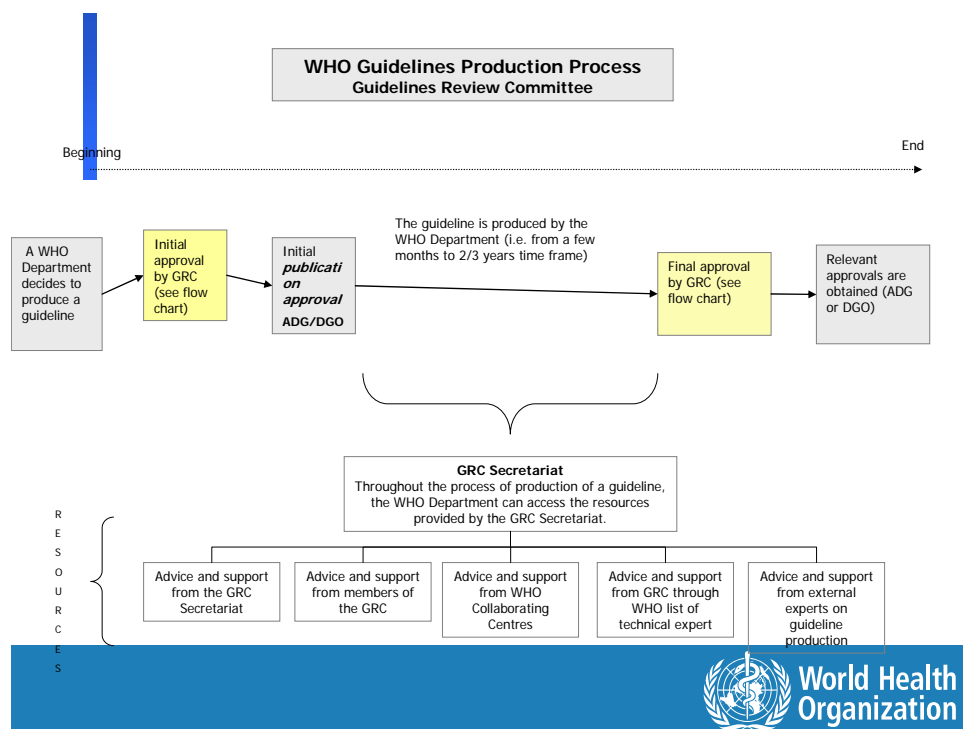 WHO Guidelines Production Process
Guidelines Review Committee
Beginning
End
A WHO
Department
decides to
produce a
guideline
Initial
approval
by GRC
(see flow
chart)
Initial
publicati
on
approval
ADG/DGO
The guideline is produced by the
WHO Department (i.e. from a few
months to 2/3 years time frame)
Final approval
by GRC (see
flow chart)
Relevant
approvals are
obtained (ADG
or DGO)
GRC Secretariat
Throughout the process of production of a guideline,
the WHO Department can access the resources
provided by the GRC Secretariat.
R
E
S
O
U
R
C
E
S
Advice and support
from the GRC
Secretariat
Advice and support
from members of
the GRC
Advice and support
from WHO
Collaborating
Centres
Advice and support
from GRC through
WHO list of
technical expert
Advice and support
from external
experts on
guideline
production
World Health
Organization